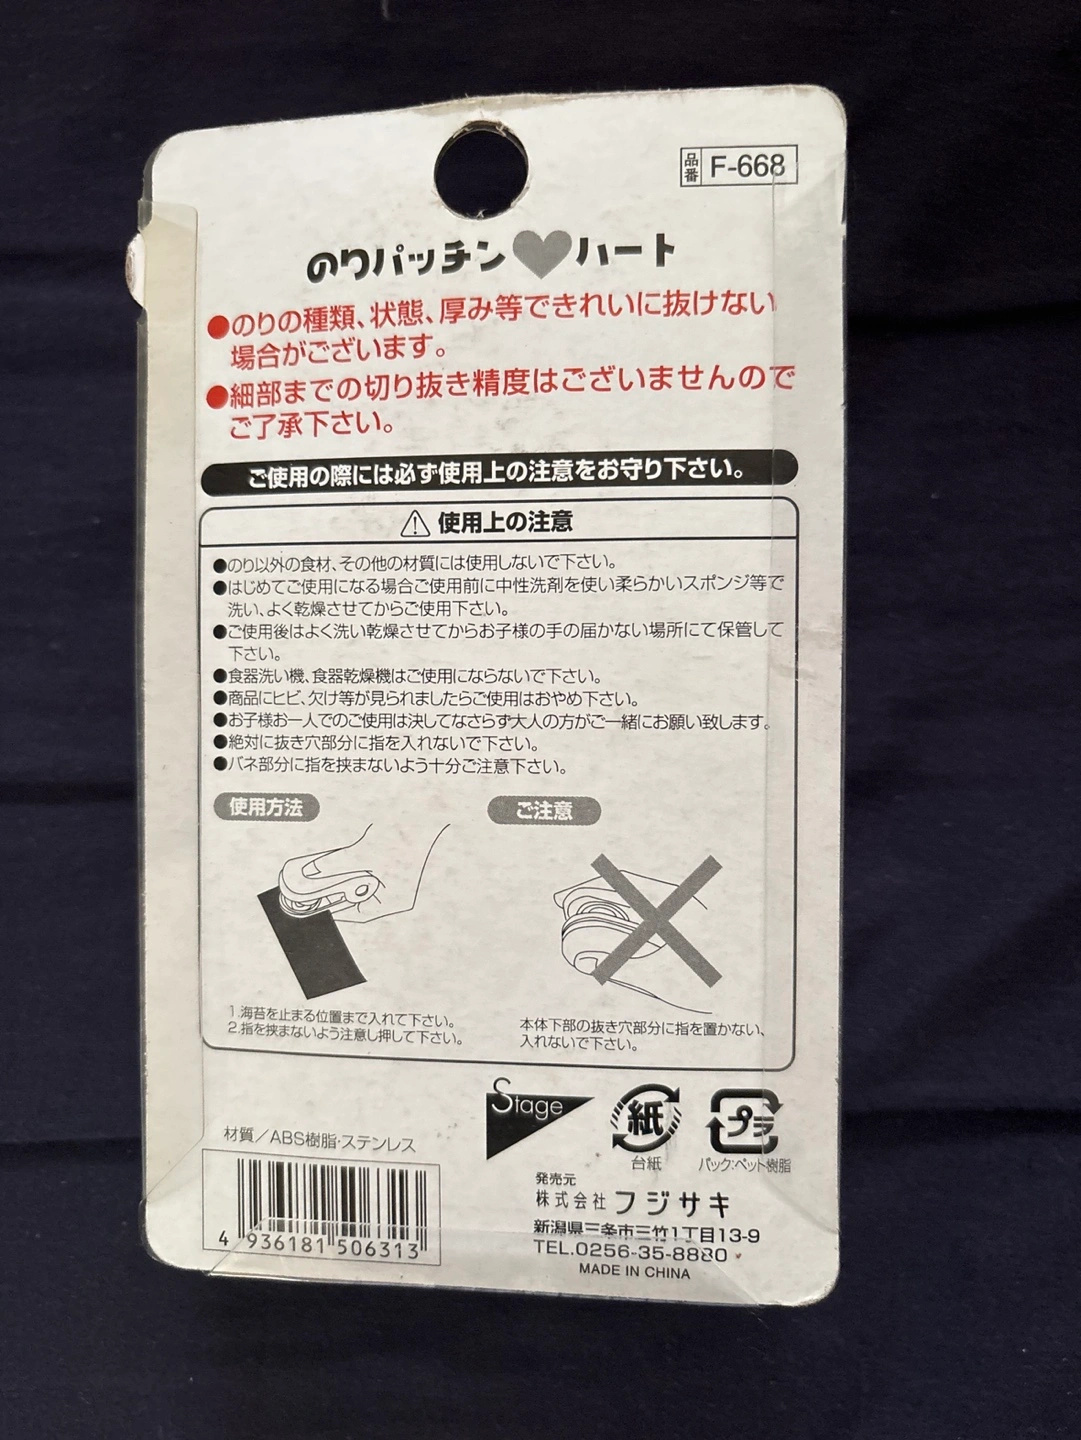 品番 F-668
のりパッチン♥ハート
●のりの種類、状態、厚み等できれいに抜けない
場合がございます。
●細部までの切り抜き精度はございませんので
ご了承下さい。
ご使用の際には必ず使用上の注意をお守り下さい。
⚠使用上の注意
●のり以外の食材、その他の材質には使用しないで下さい。
●はじめてご使用になる場合ご使用前に中性洗剤を使い柔らかいスポンジ等で
洗い、よく乾燥させてからご使用下さい。
●ご使用後はよく洗い乾燥させてからお子様の手の届かない場所にて保管して
下さい。
●食器洗い機、食器乾燥機はご使用にならないで下さい。
●商品にヒビ、欠け等が見られましたらご使用はおやめ下さい。
●お子様お一人でのご使用は決してなさらず大人の方がご一緒にお願い致します。
●絶対に抜き穴部分に指を入れないで下さい。
●バネ部分に指を挟まないよう十分ご注意下さい。
使用方法
1.海苔を止まる位置まで入れて下さい。
2.指を挟まないよう注意し押して下さい。
ご注意
本体下部の抜き穴部分に指を置かない、
入れないで下さい。
材質／ABS樹脂・ステンレス
4 936181 506313
Stage
紙
台紙
プラ
パック:ペット樹脂
発売元
株式会社 フジサキ
新潟県三条市三竹1丁目13-9
TEL.0256-35-8880
MADE IN CHINA